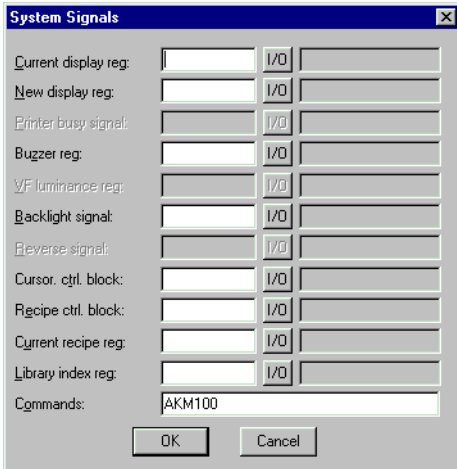 System Signals
Current display reg: I/O
New display reg: I/O
Printer busy signal: I/O
Buzzer reg: I/O
VF luminance reg: I/O
Backlight signal: I/O
Reverse signal: I/O
Cursor. ctrl. block: I/O
Recipe ctrl. block: I/O
Current recipe reg: I/O
Library index reg: I/O
Commands: AKM100
OK Cancel